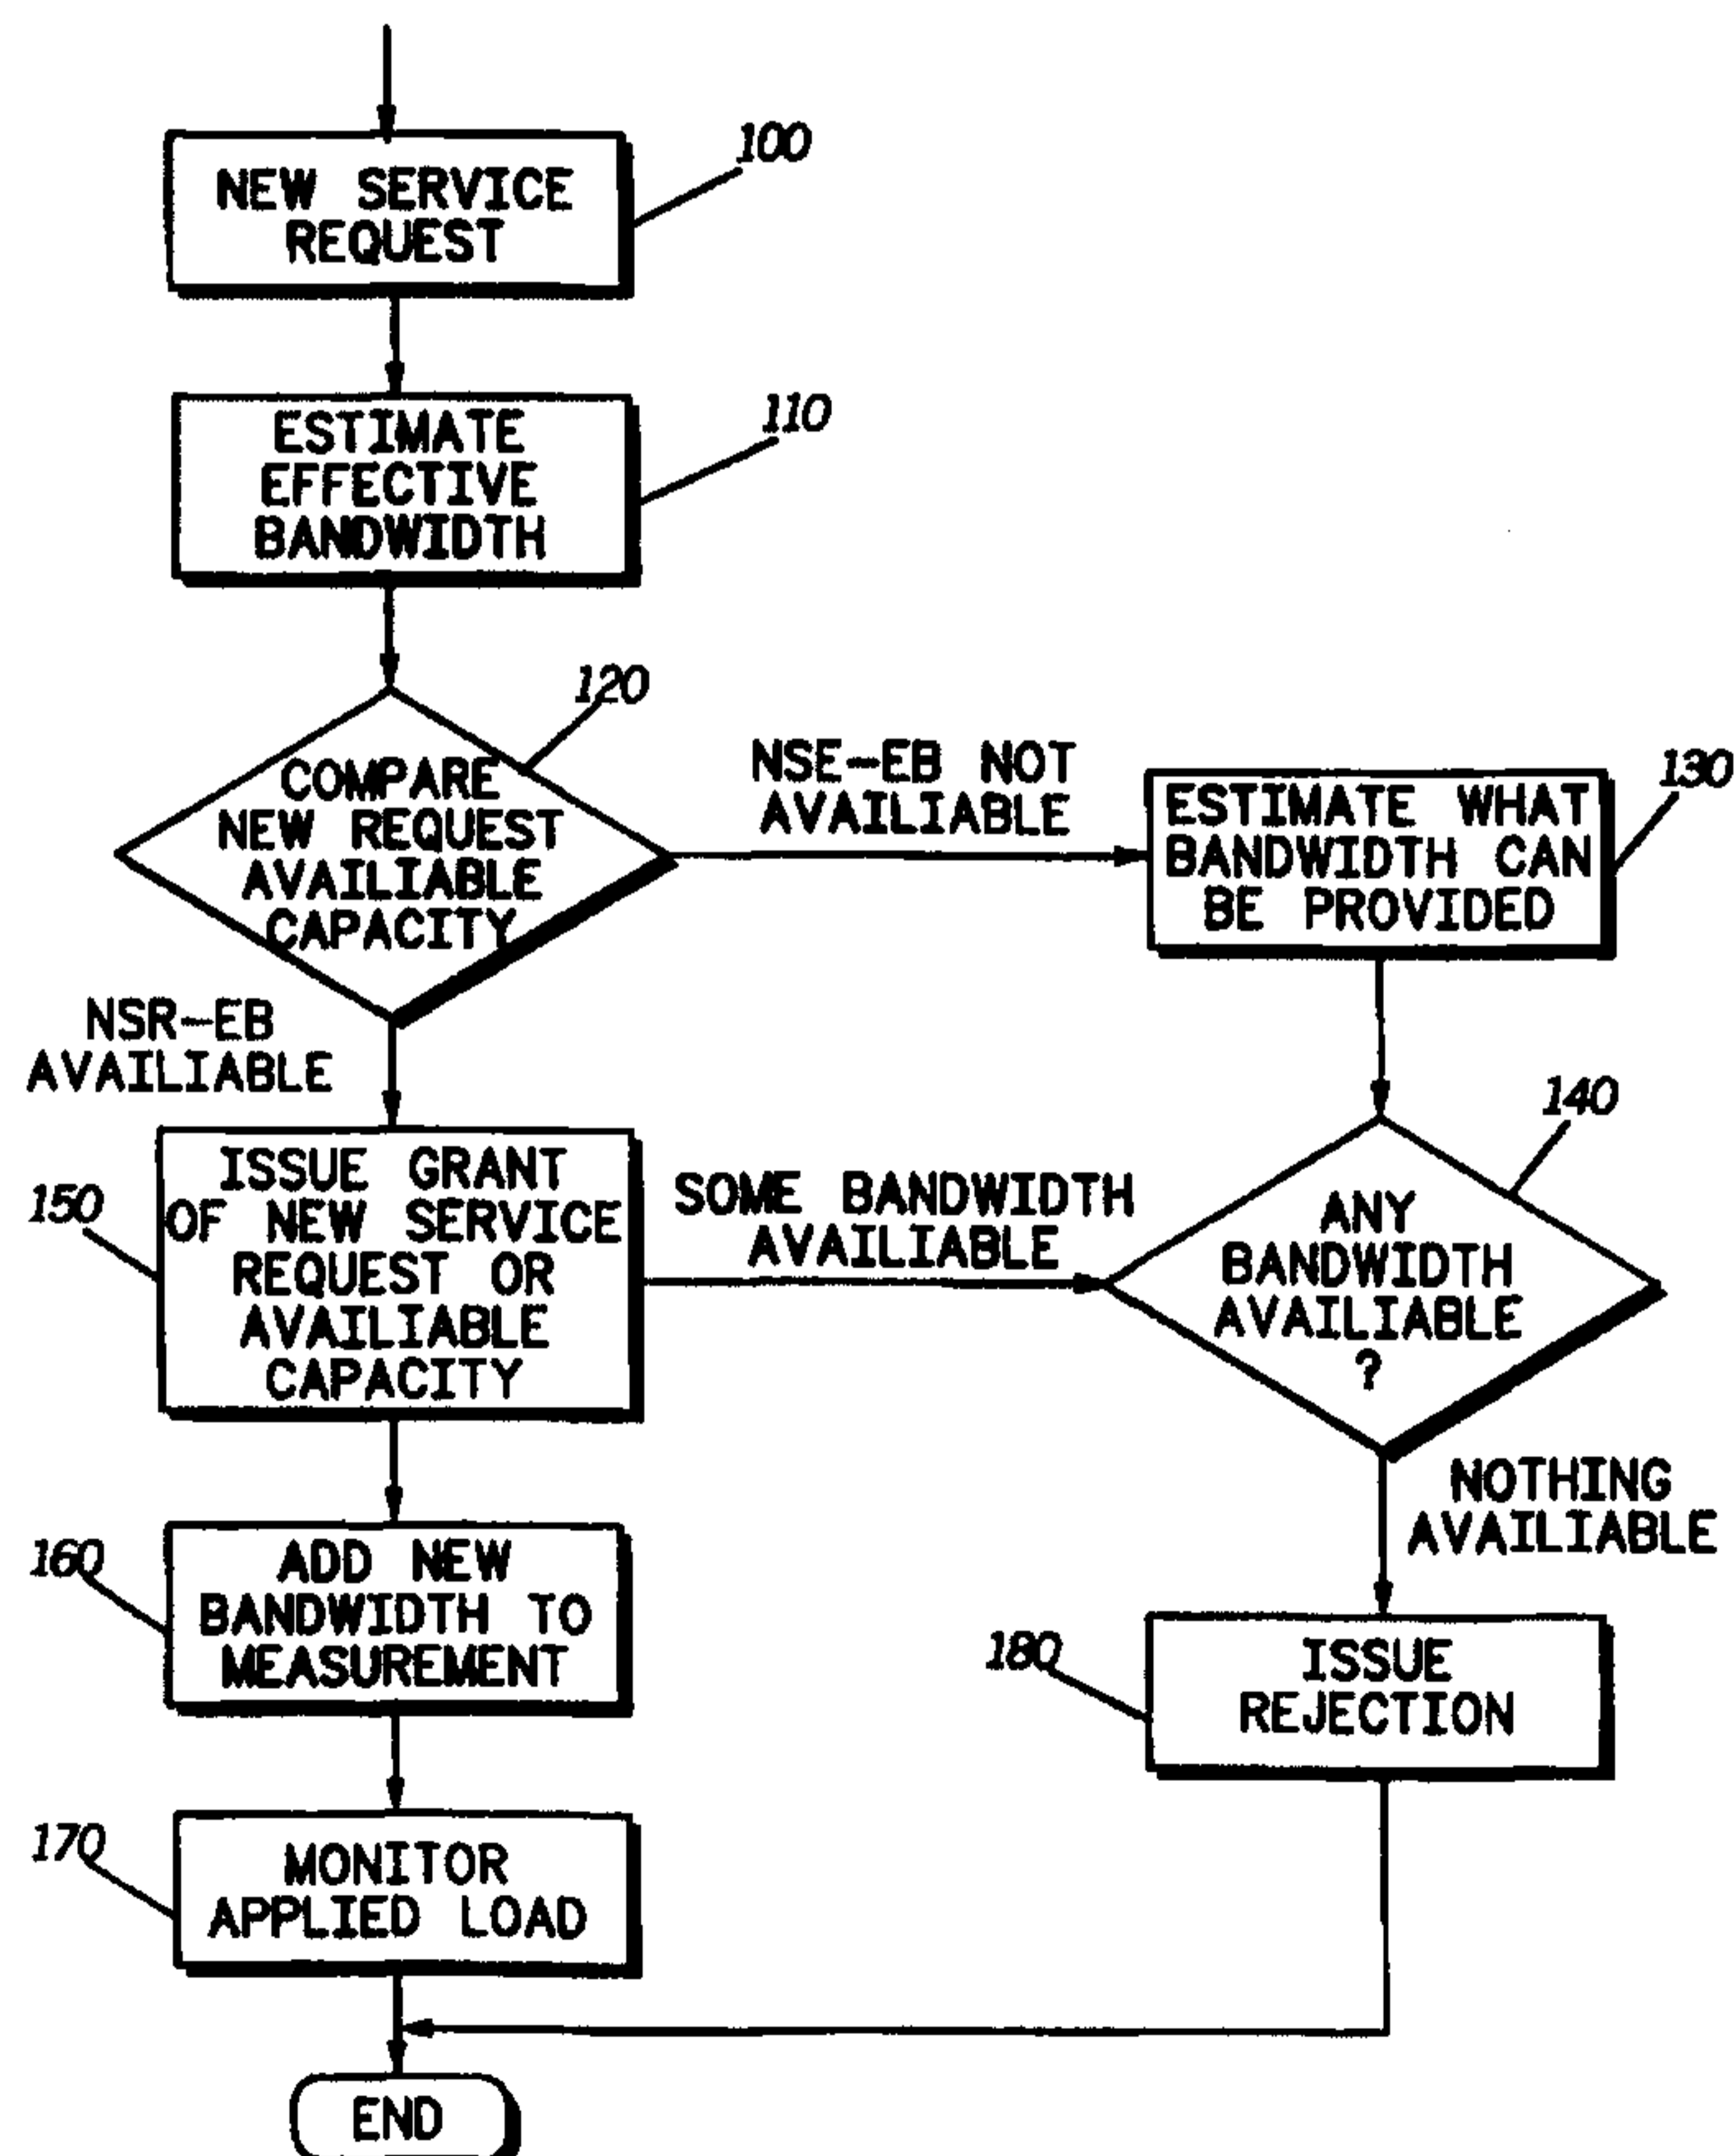 100
NEW SERVICE
REQUEST
110
ESTIMATE
EFFECTIVE
BANDWIDTH
120
COMPARE
NEW REQUEST
AVAILIABLE
CAPACITY
NSE-EB NOT
AVAILIABLE
130
ESTIMATE WHAT
BANDWIDTH CAN
BE PROVIDED
NSR-EB
AVAILIABLE
140
ANY
BANDWIDTH
AVAILIABLE
?
150
ISSUE GRANT
OF NEW SERVICE
REQUEST OR
AVAILIABLE
CAPACITY
SOME BANDWIDTH
AVAILIABLE
NOTHING
AVAILIABLE
160
ADD NEW
BANDWIDTH TO
MEASUREMENT
180
ISSUE
REJECTION
170
MONITOR
APPLIED LOAD
END